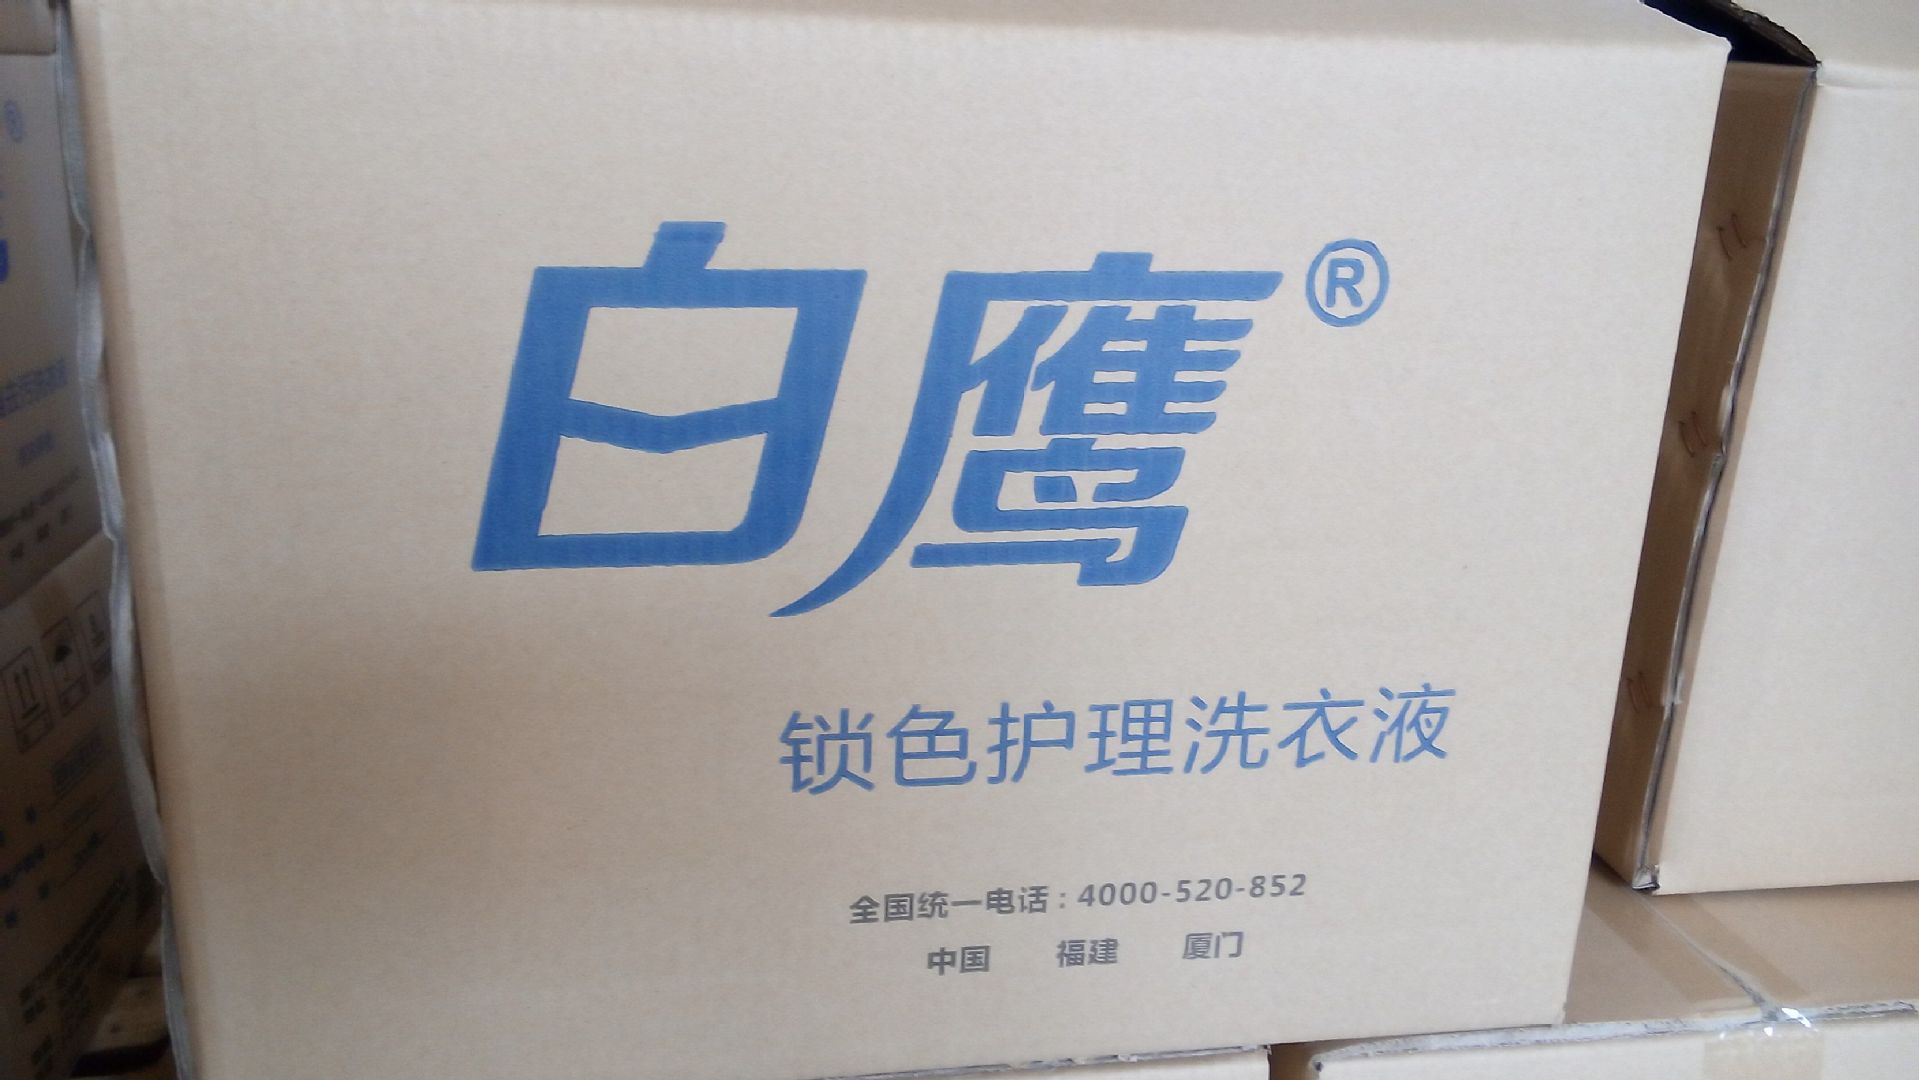 白鹰®
锁色护理洗衣液
全国统一电话:4000-520-852
中国 福建 厦门